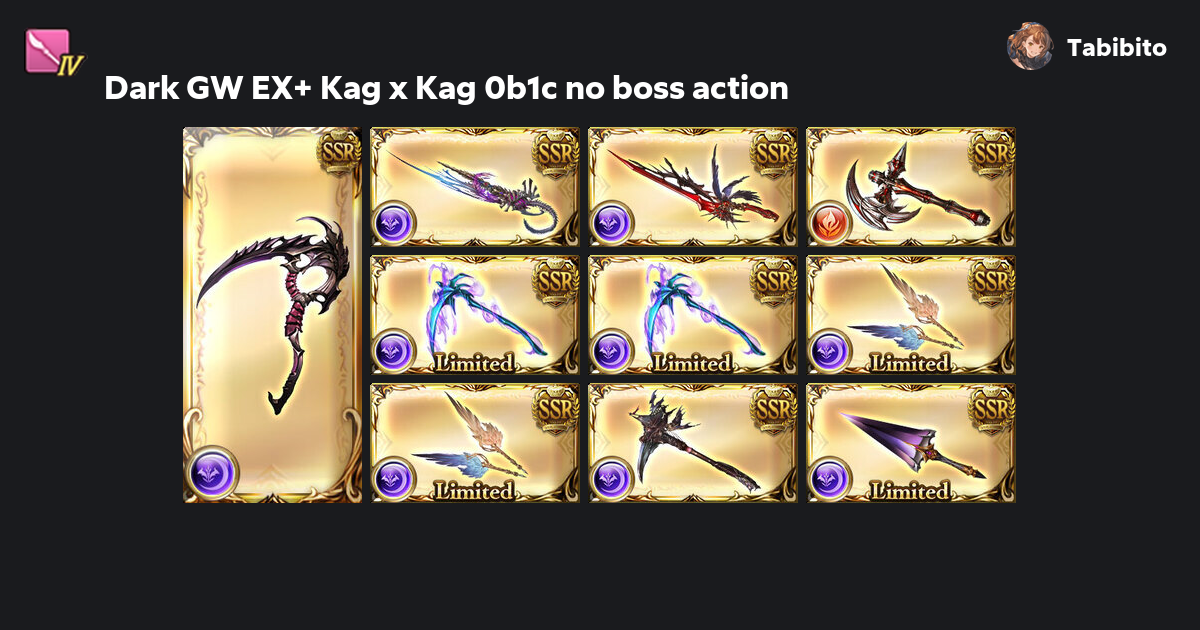 IV
Tabibito
Dark GW EX+ Kag x Kag 0b1c no boss action
SSR
SSR
SSR
SSR
SSR
Limited
SSR
Limited
SSR
Limited
SSR
Limited
SSR
SSR
Limited